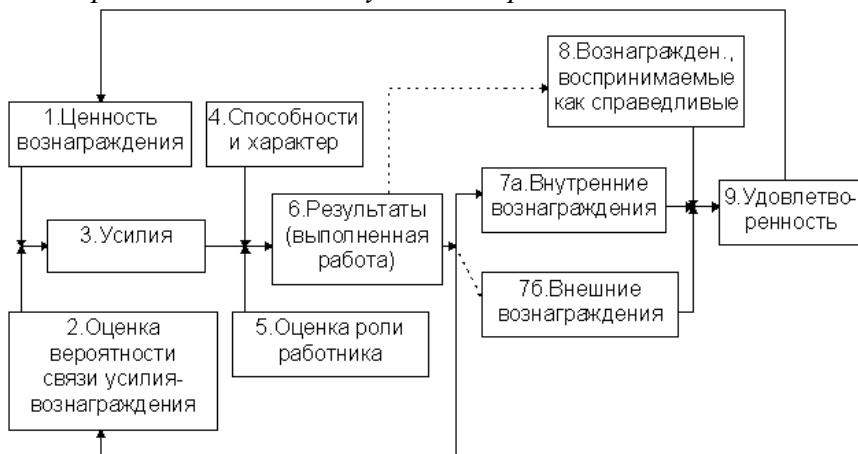 8.Вознагражден.,
воспринимаемые
как справедливые
1.Ценность
вознаграждения
4.Способности
и характер
7а.Внутренние
вознаграждения
9.Удовлетво-
ренность
6.Результаты
(выполненная
работа)
3.Усилия
7б.Внешние
вознаграждения
2.Оценка
вероятности
связи усилия-
вознаграждения
5.Оценка роли
работника